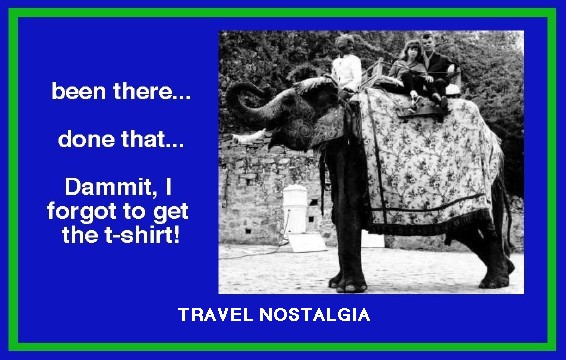 been there...
done that...
Dammit, I
forgot to get
the t-shirt!
TRAVEL NOSTALGIA